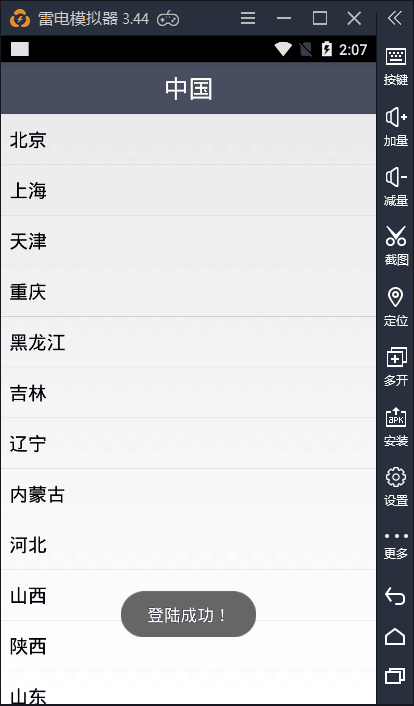 雷电模拟器 3.44
2:07
中国
北京
上海
天津
重庆
黑龙江
吉林
辽宁
内蒙古
河北
山西
陕西
山东
登陆成功！
按键
加量
减量
截图
定位
多开
APK
安装
设置
更多